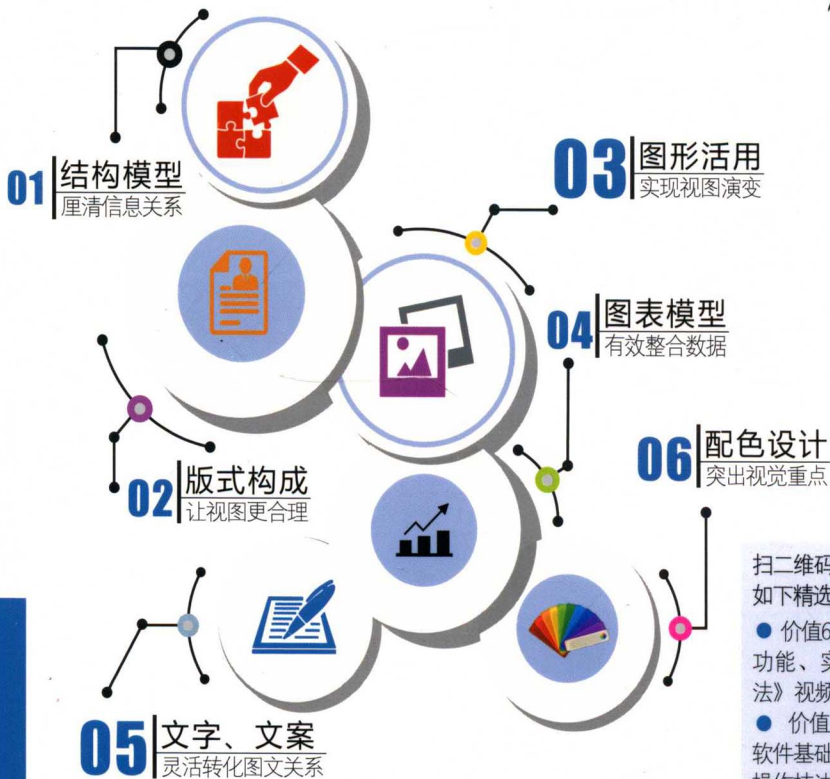 01 结构模型
厘清信息关系
03 图形活用
实现视图演变
04 图表模型
有效整合数据
06 配色设计
突出视觉重点
02 版式构成
让视图更合理
05 文字、文案
灵活转化图文关系
扫二维码
如下精选
● 价值6
功能、实
法》视频
● 价值
软件基础